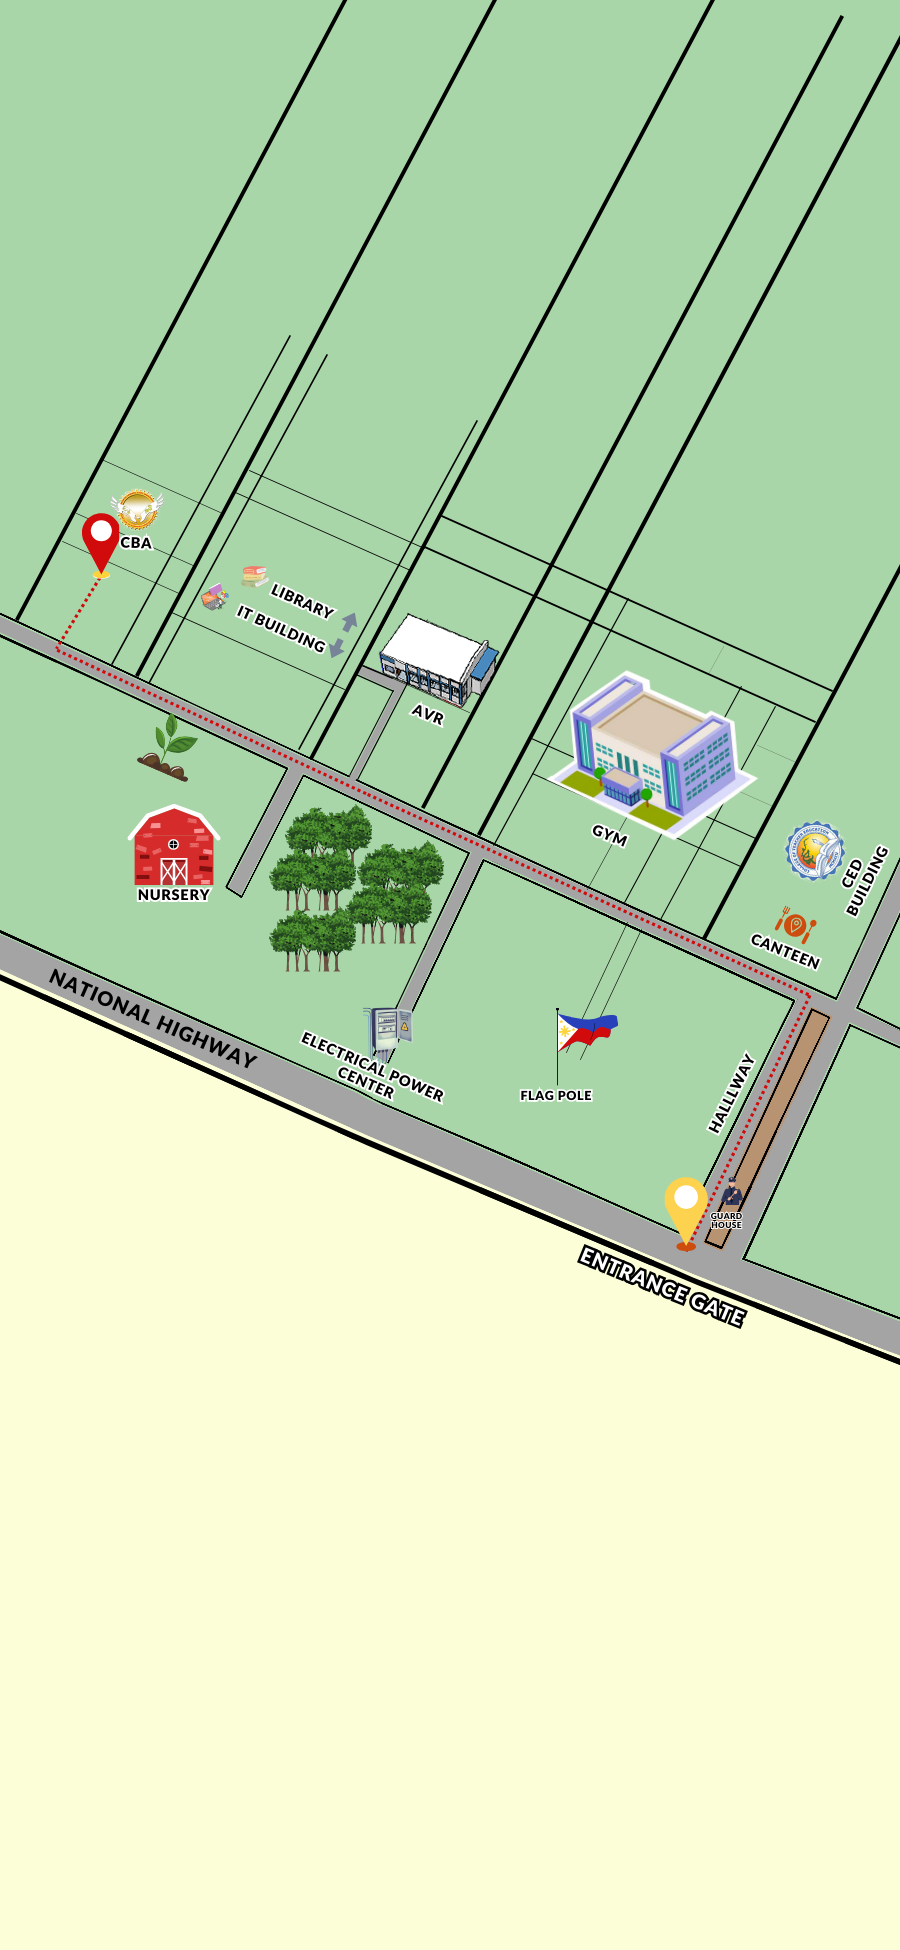 CBA
LIBRARY
IT BUILDING
AVR
GYM
CED
BUILDING
CANTEEN
NURSERY
NATIONAL HIGHWAY
ELECTRICAL POWER
CENTER
FLAG POLE
HALLLWAY
GUARD
HOUSE
ENTRANCE GATE